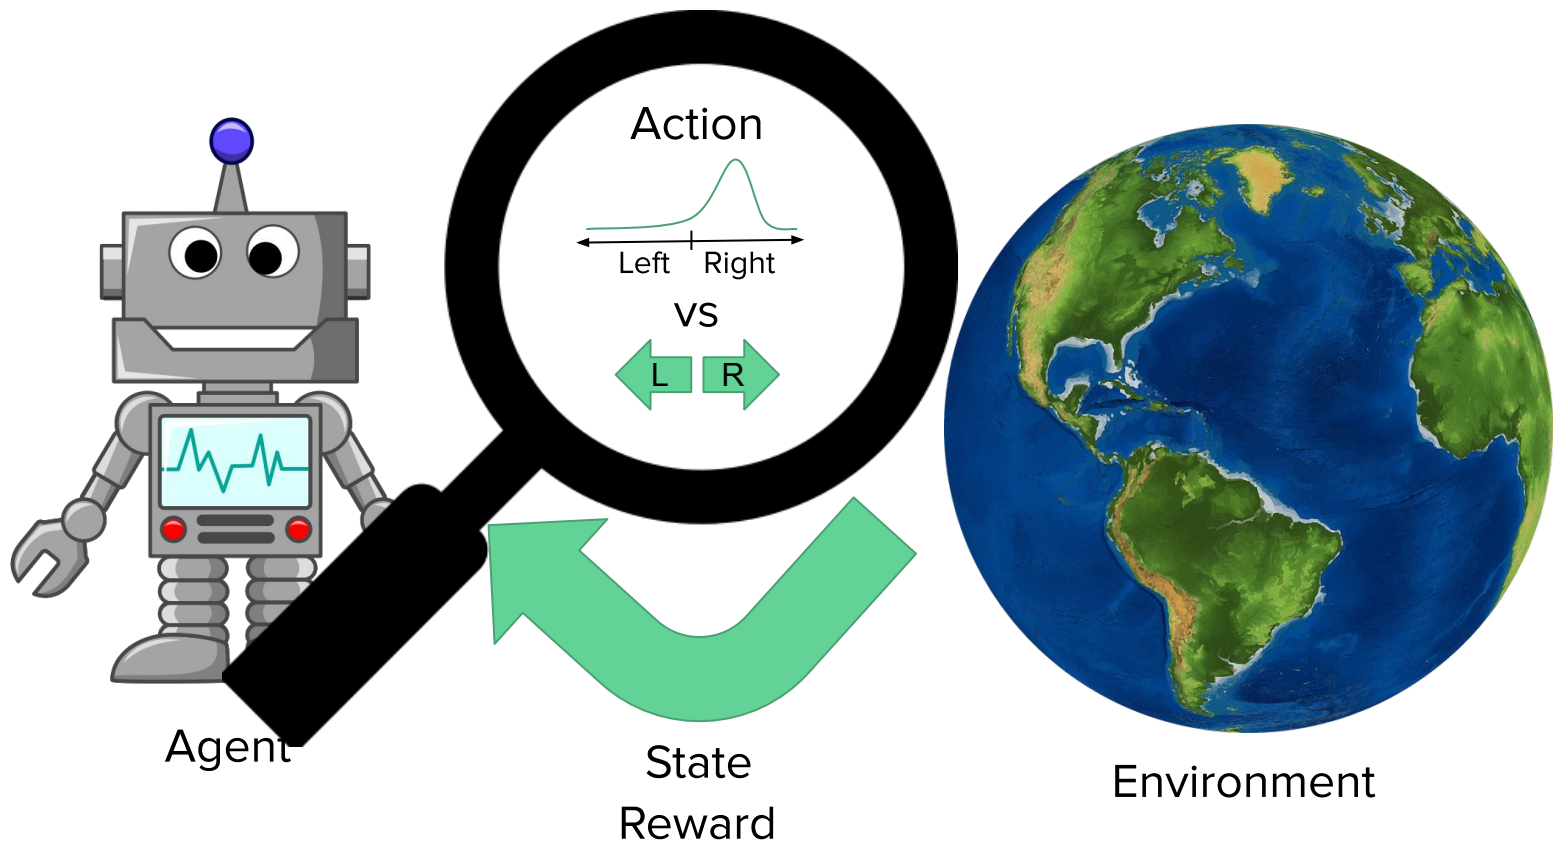 Action
Left Right
vs
L R
Agent
State
Reward
Environment